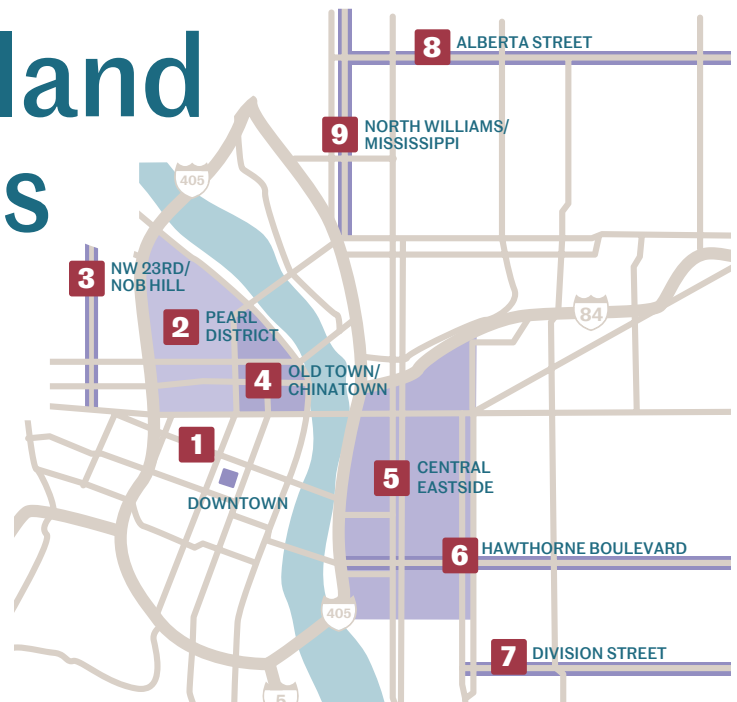 land
s
8 ALBERTA STREET
9 NORTH WILLIAMS/
MISSISSIPPI
405
3 NW 23RD/
NOB HILL
2 PEARL
DISTRICT
84
4 OLD TOWN/
CHINATOWN
1
DOWNTOWN
5 CENTRAL
EASTSIDE
6 HAWTHORNE BOULEVARD
405
7 DIVISION STREET
5